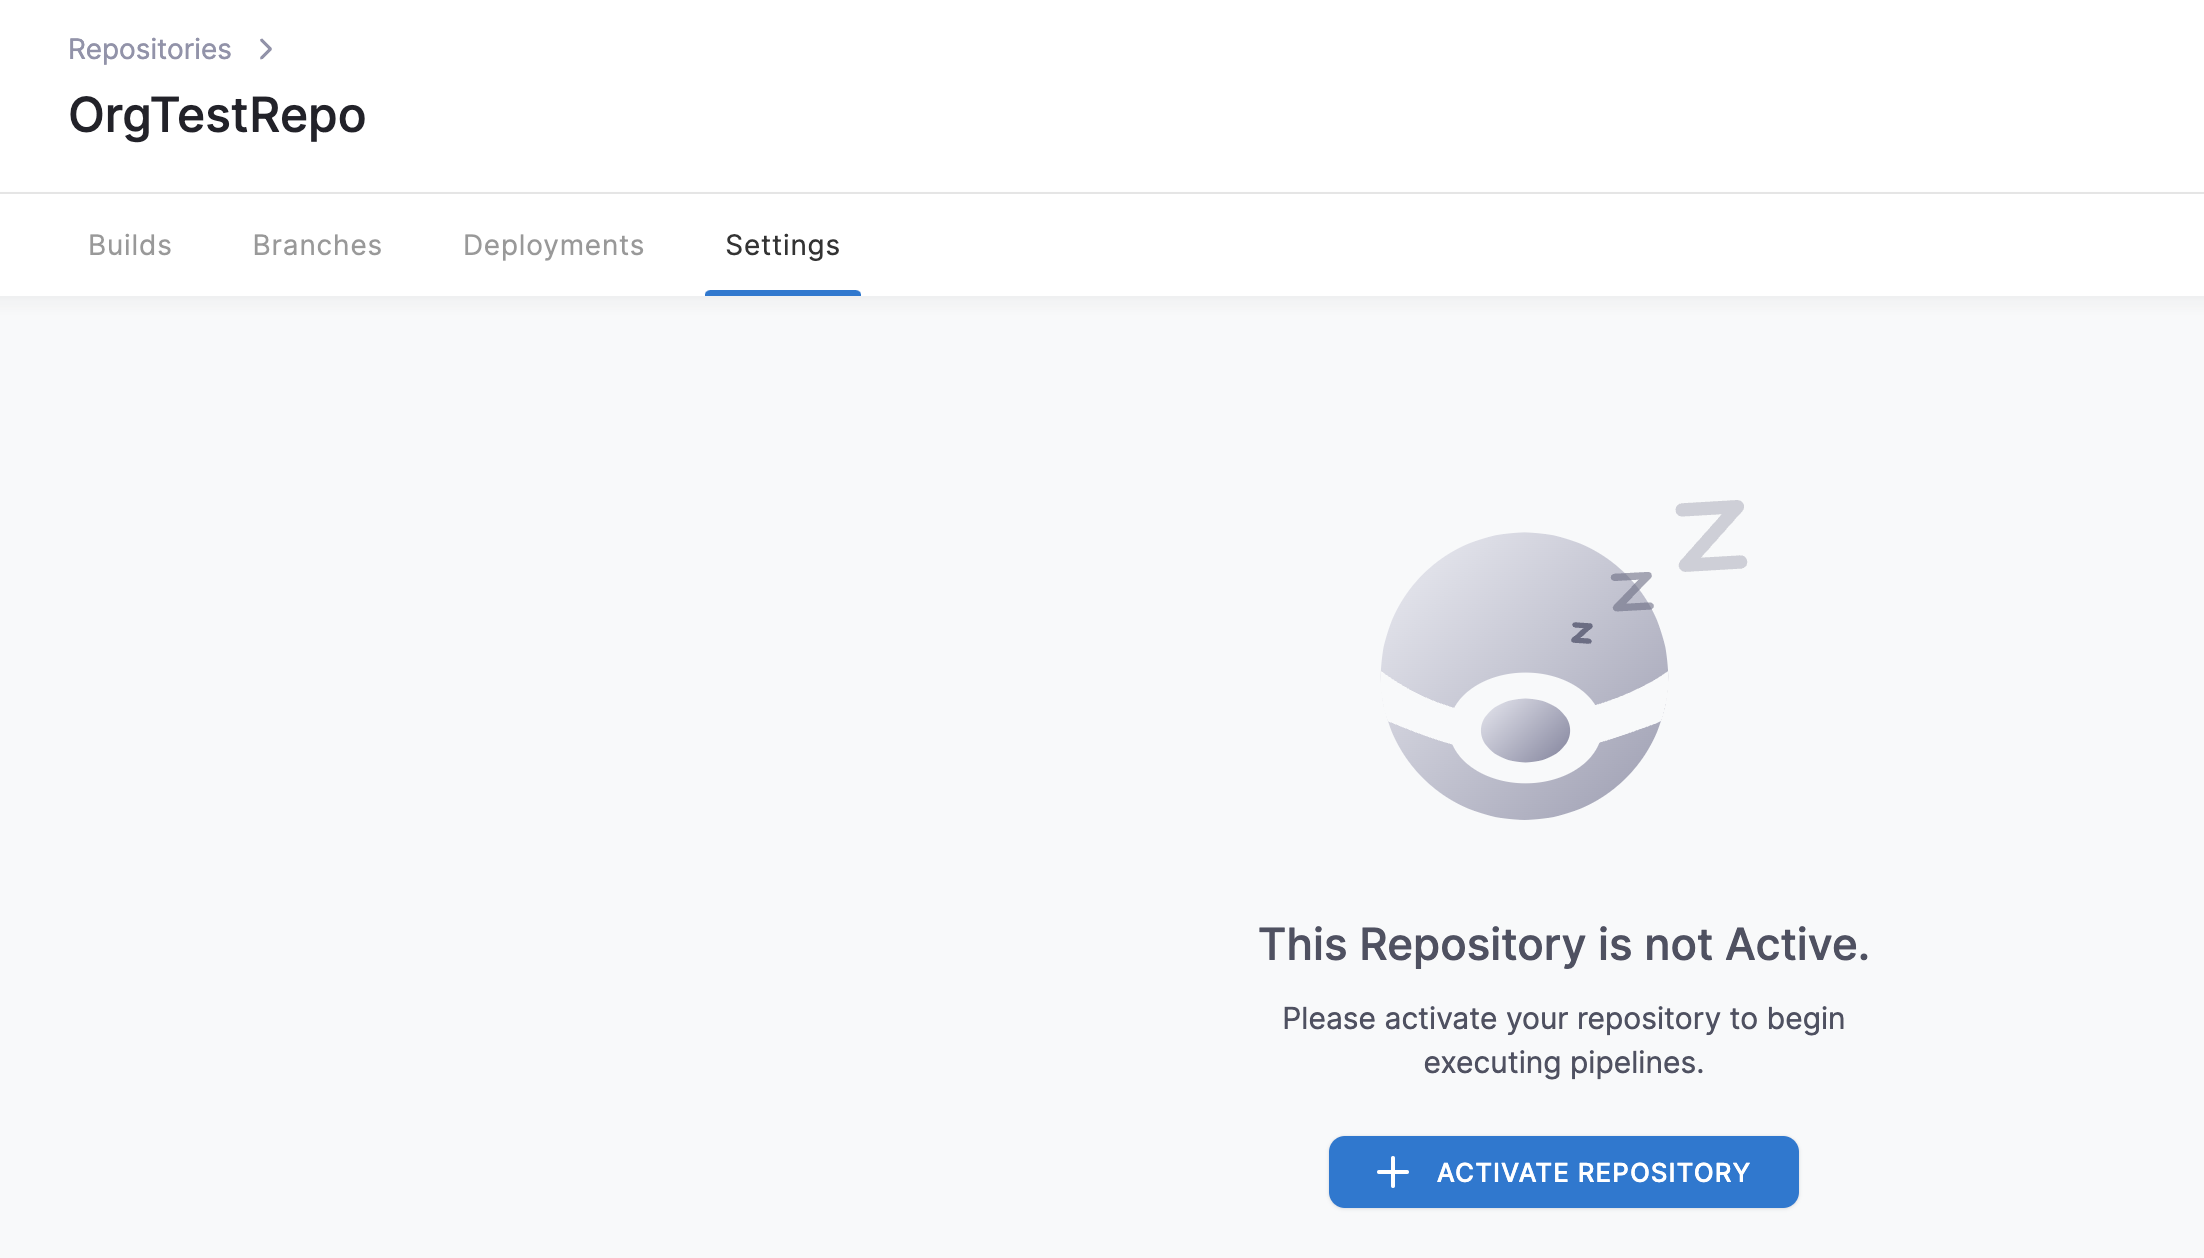 Repositories
OrgTestRepo
Builds Branches Deployments Settings
z z z
This Repository is not Active.
Please activate your repository to begin
executing pipelines.
ACTIVATE REPOSITORY